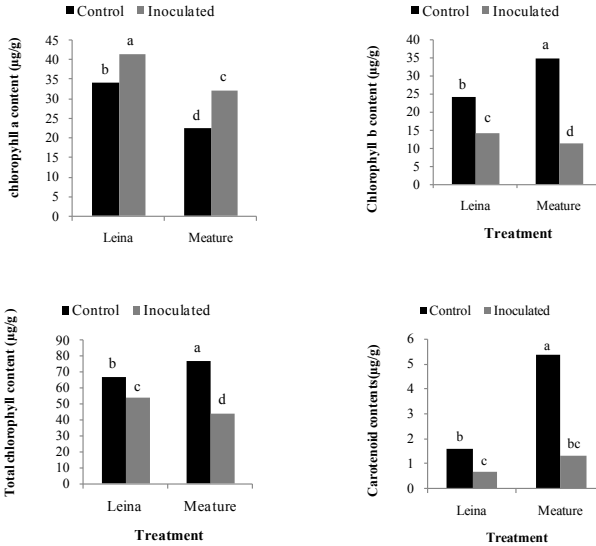 ■ Control ■ Inoculated
chloropyhll a content (µg/g)
45
40
35
30
25
20
15
10
5
0
b
a
d
c
Leina
Meature
■ Control ■ Inoculated
Chlorophyll b content (µg/g)
40
35
30
25
20
15
10
5
0
b
c
a
d
Leina
Meature
Treatment
■ Control ■ Inoculated
Total chlorophyll content (µg/g )
90
80
70
60
50
40
30
20
10
0
b
c
a
d
Leina
Meature
Treatment
■ Control ■ Inoculated
Carotenoid contents(µg/g)
6
5
4
3
2
1
0
b
c
a
bc
Leina
Meature
Treatment